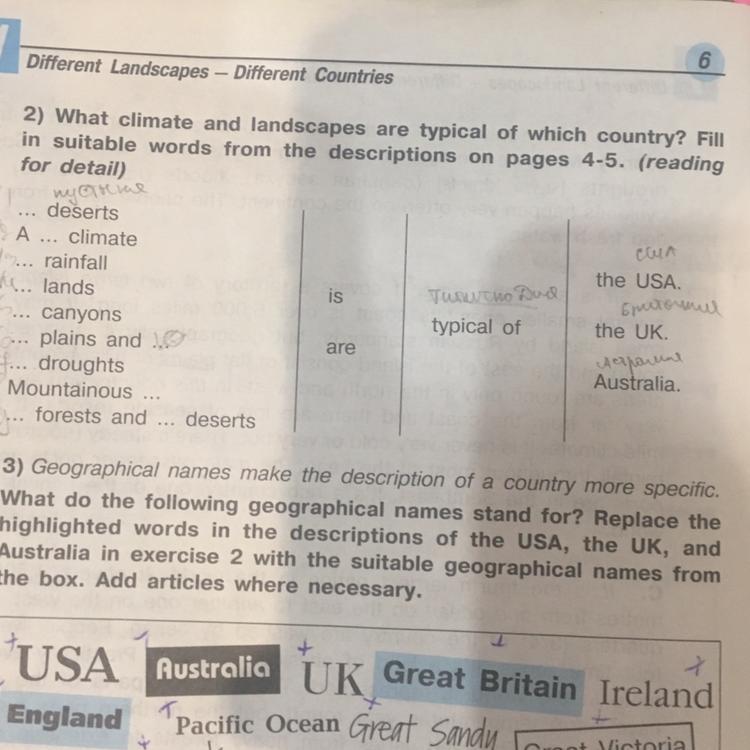 6
Different Landscapes – Different Countries
2) What climate and landscapes are typical of which country? Fill
in suitable words from the descriptions on pages 4-5. (reading
for detail)
... deserts
A ... climate
... rainfall
... lands
... canyons
... plains and ...
... droughts
Mountainous ...
... forests and ... deserts
is
are
typical of
сша
the USA.
the UK.
Australia.
3) Geographical names make the description of a country more specific.
What do the following geographical names stand for? Replace the
highlighted words in the descriptions of the USA, the UK, and
Australia in exercise 2 with the suitable geographical names from
the box. Add articles where necessary.
USA Australia UK Great Britain Ireland
England Pacific Ocean Great Sandy Great Victoria